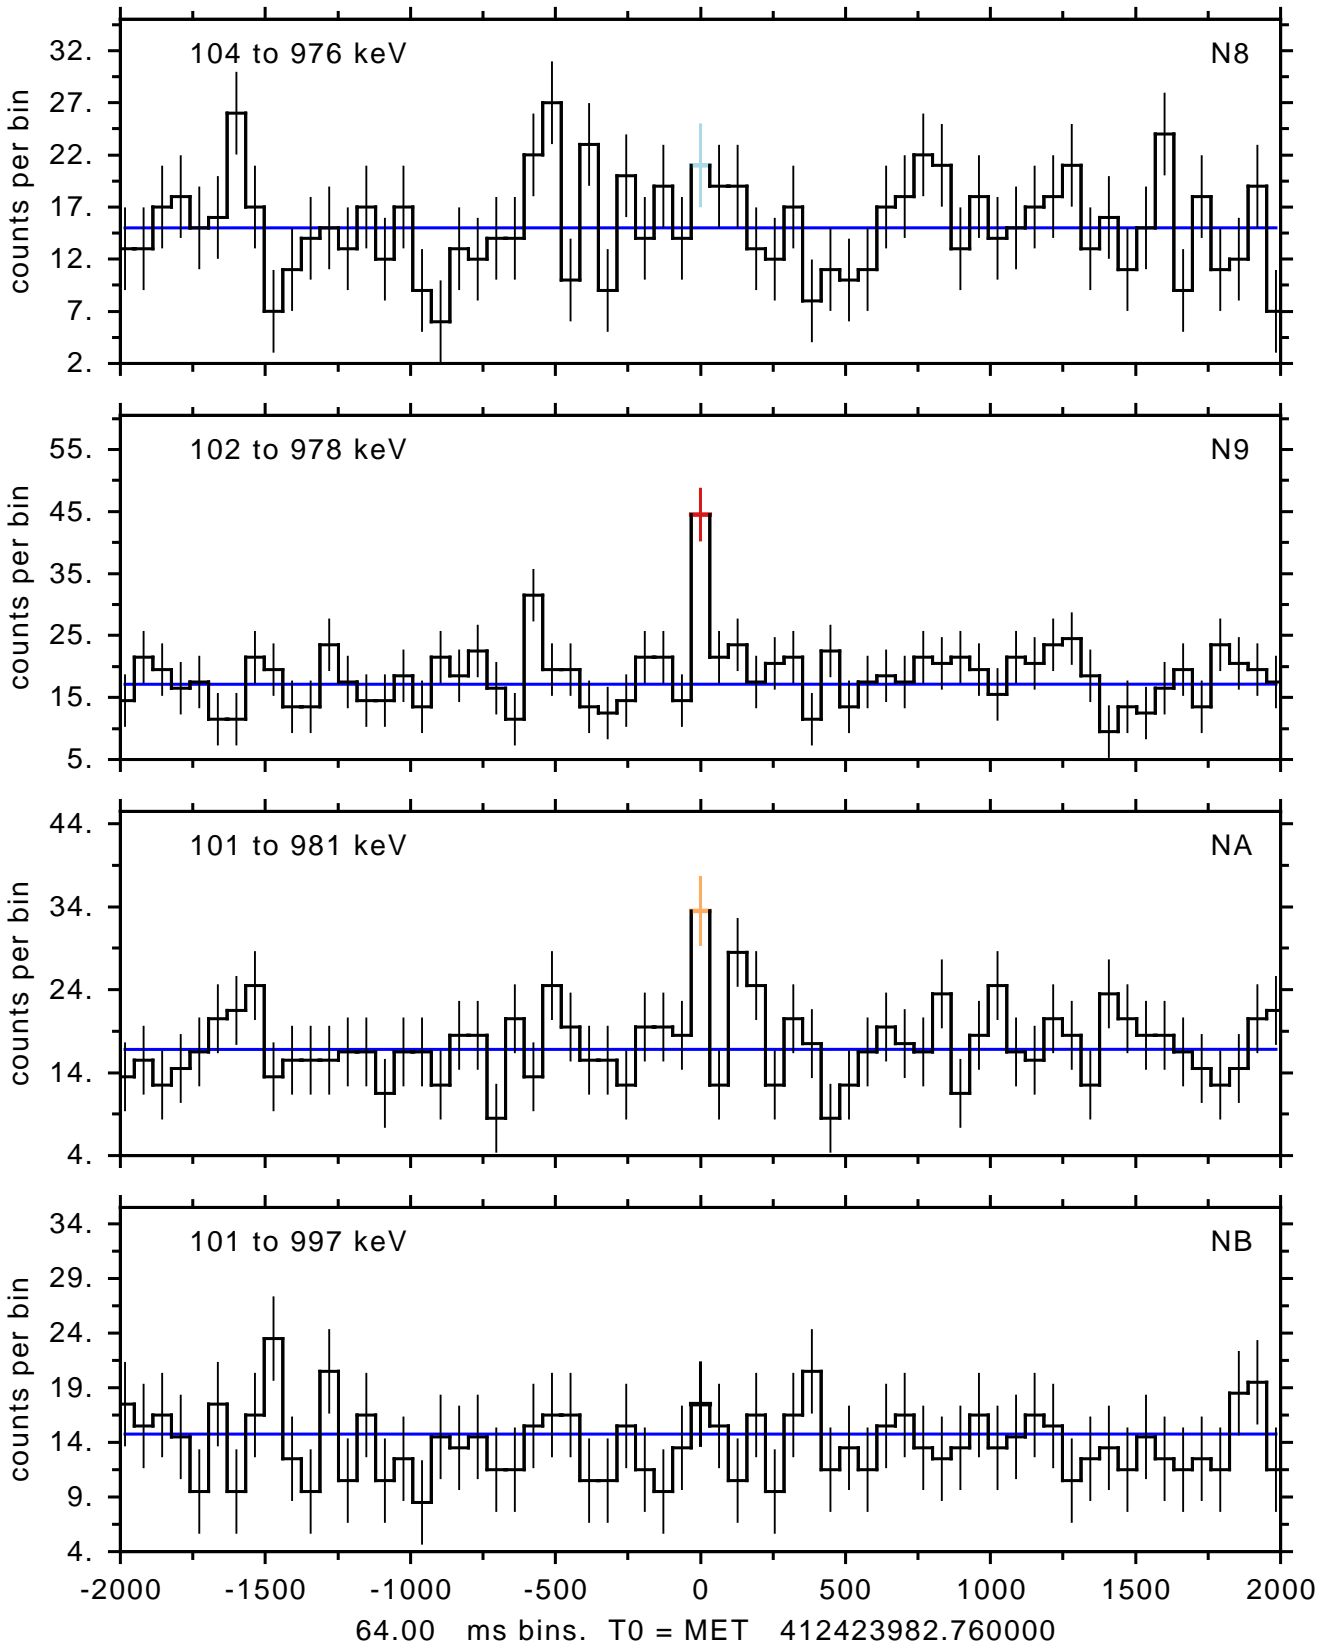 104 to 976 keV N8
counts per bin
32.
27.
22.
17.
12.
7.
2.
102 to 978 keV N9
counts per bin
55.
45.
35.
25.
15.
5.
101 to 981 keV NA
counts per bin
44.
34.
24.
14.
4.
101 to 997 keV NB
counts per bin
34.
29.
24.
19.
14.
9.
4.
-2000 -1500 -1000 -500 0 500 1000 1500 2000
64.00 ms bins. T0 = MET 412423982.760000